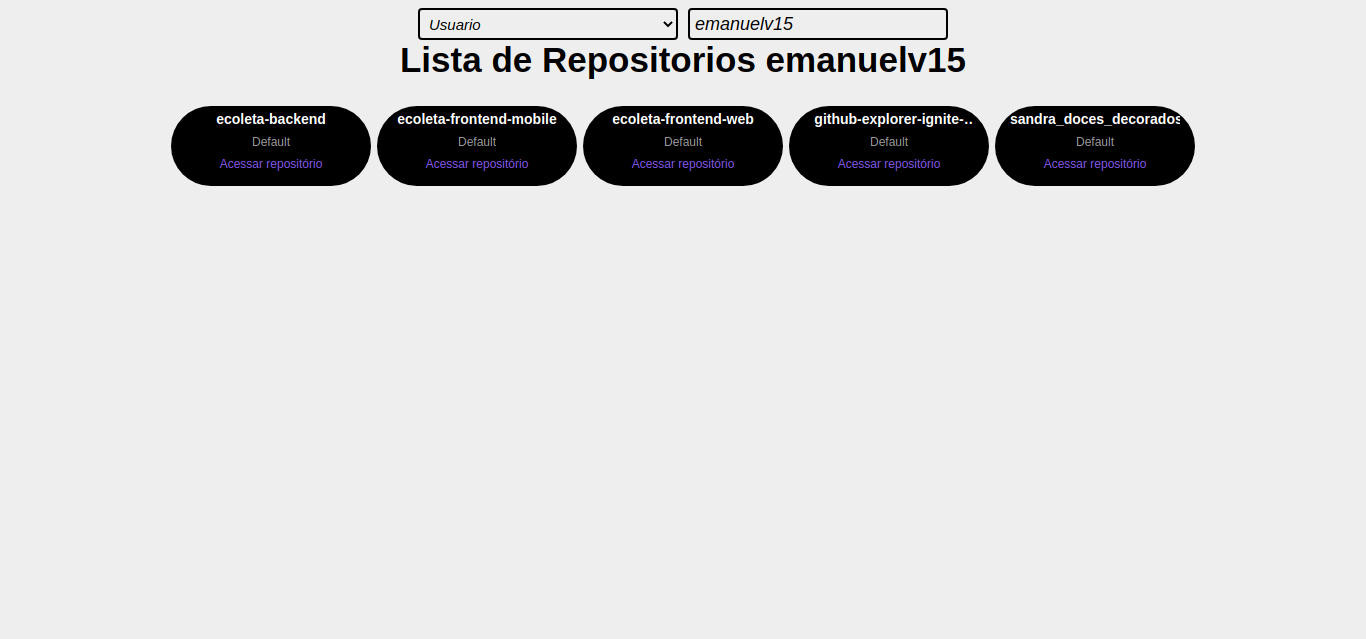 Usuario
emanuelv15
Lista de Repositorios emanuelv15
ecoleta-backend
Default
Acessar repositório
ecoleta-frontend-mobile
Default
Acessar repositório
ecoleta-frontend-web
Default
Acessar repositório
github-explorer-ignite-..
Default
Acessar repositório
sandra_doces_decorados
Default
Acessar repositório